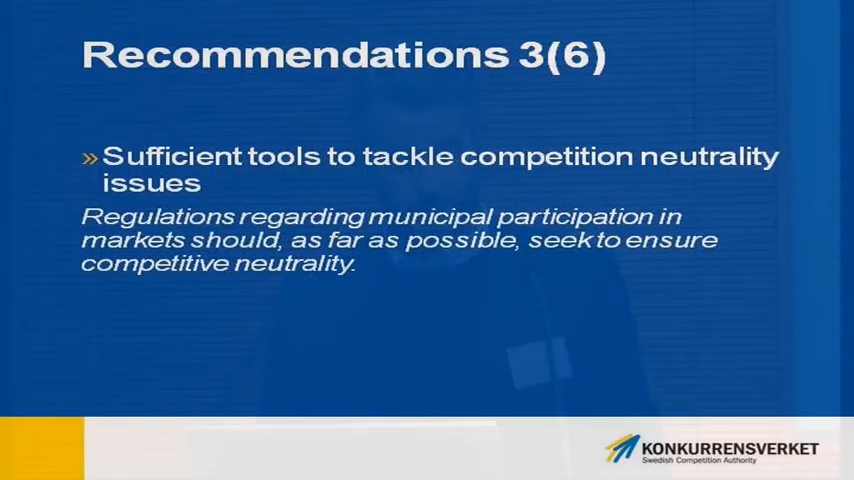 Recommendations 3(6)
» Sufficient tools to tackle competition neutrality
issues
Regulations regarding municipal participation in
markets should, as far as possible, seek to ensure
competitive neutrality.
KONKURRENSVERKET
Swedish Competition Authority